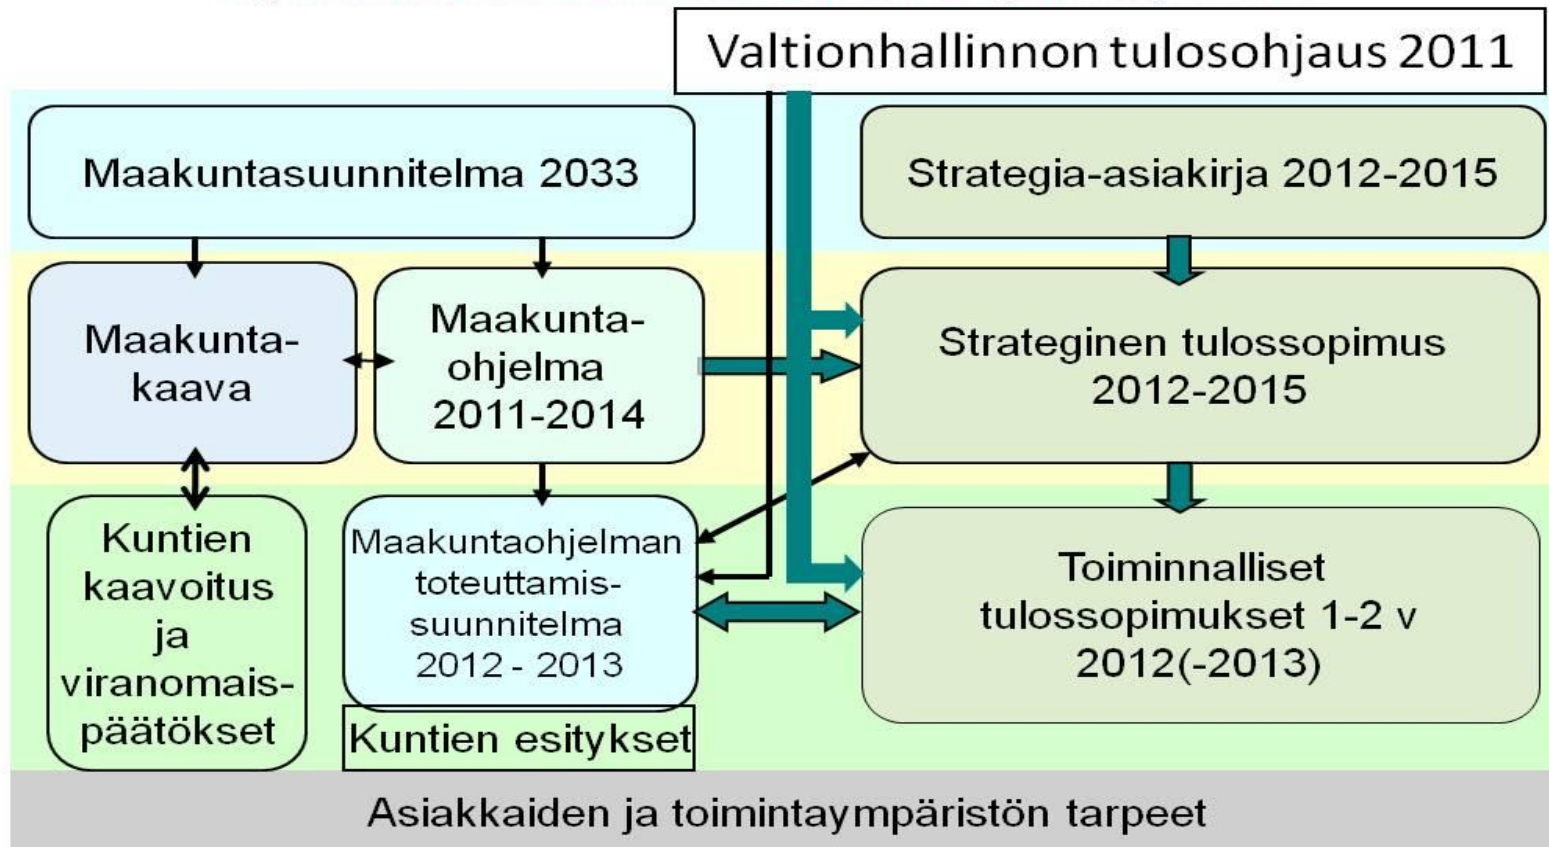 Valtionhallinnon tulosohjaus 2011
Maakuntasuunnitelma 2033
Strategia-asiakirja 2012-2015
Maakunta-
kaava
Maakunta-
ohjelma
2011-2014
Strateginen tulossopimus
2012-2015
Kuntien
kaavoitus
ja
viranomais-
päätökset
Maakuntaohjelman
toteuttamis-
suunnitelma
2012 - 2013
Kuntien esitykset
Toiminnalliset
tulossopimukset 1-2 v
2012(-2013)
Asiakkaiden ja toimintaympäristön tarpeet